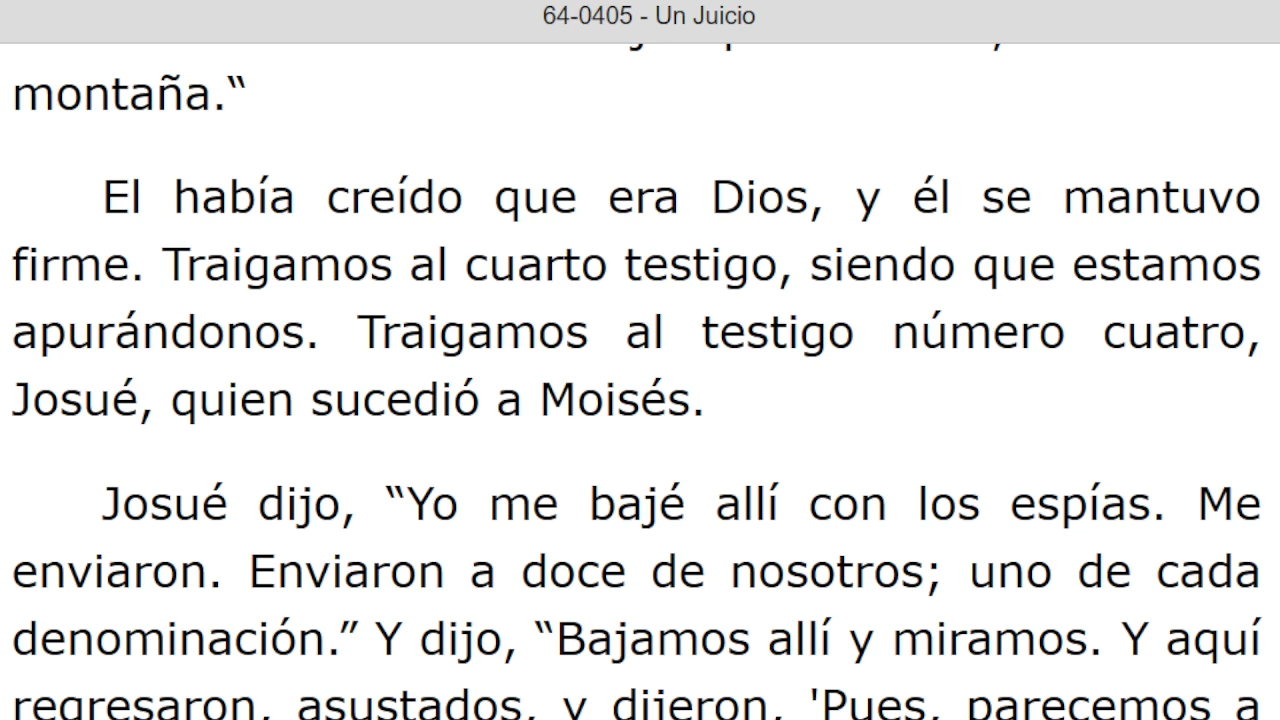 64-0405 - Un Juicio
montaña.“
El había creído que era Dios, y él se mantuvo
firme. Traigamos al cuarto testigo, siendo que estamos
apurándonos. Traigamos al testigo número cuatro,
Josué, quien sucedió a Moisés.
Josué dijo, “Yo me bajé allí con los espías. Me
enviaron. Enviaron a doce de nosotros; uno de cada
denominación.” Y dijo, “Bajamos allí y miramos. Y aquí
regresaron, asustados, y dijeron, 'Pues, parecemos a